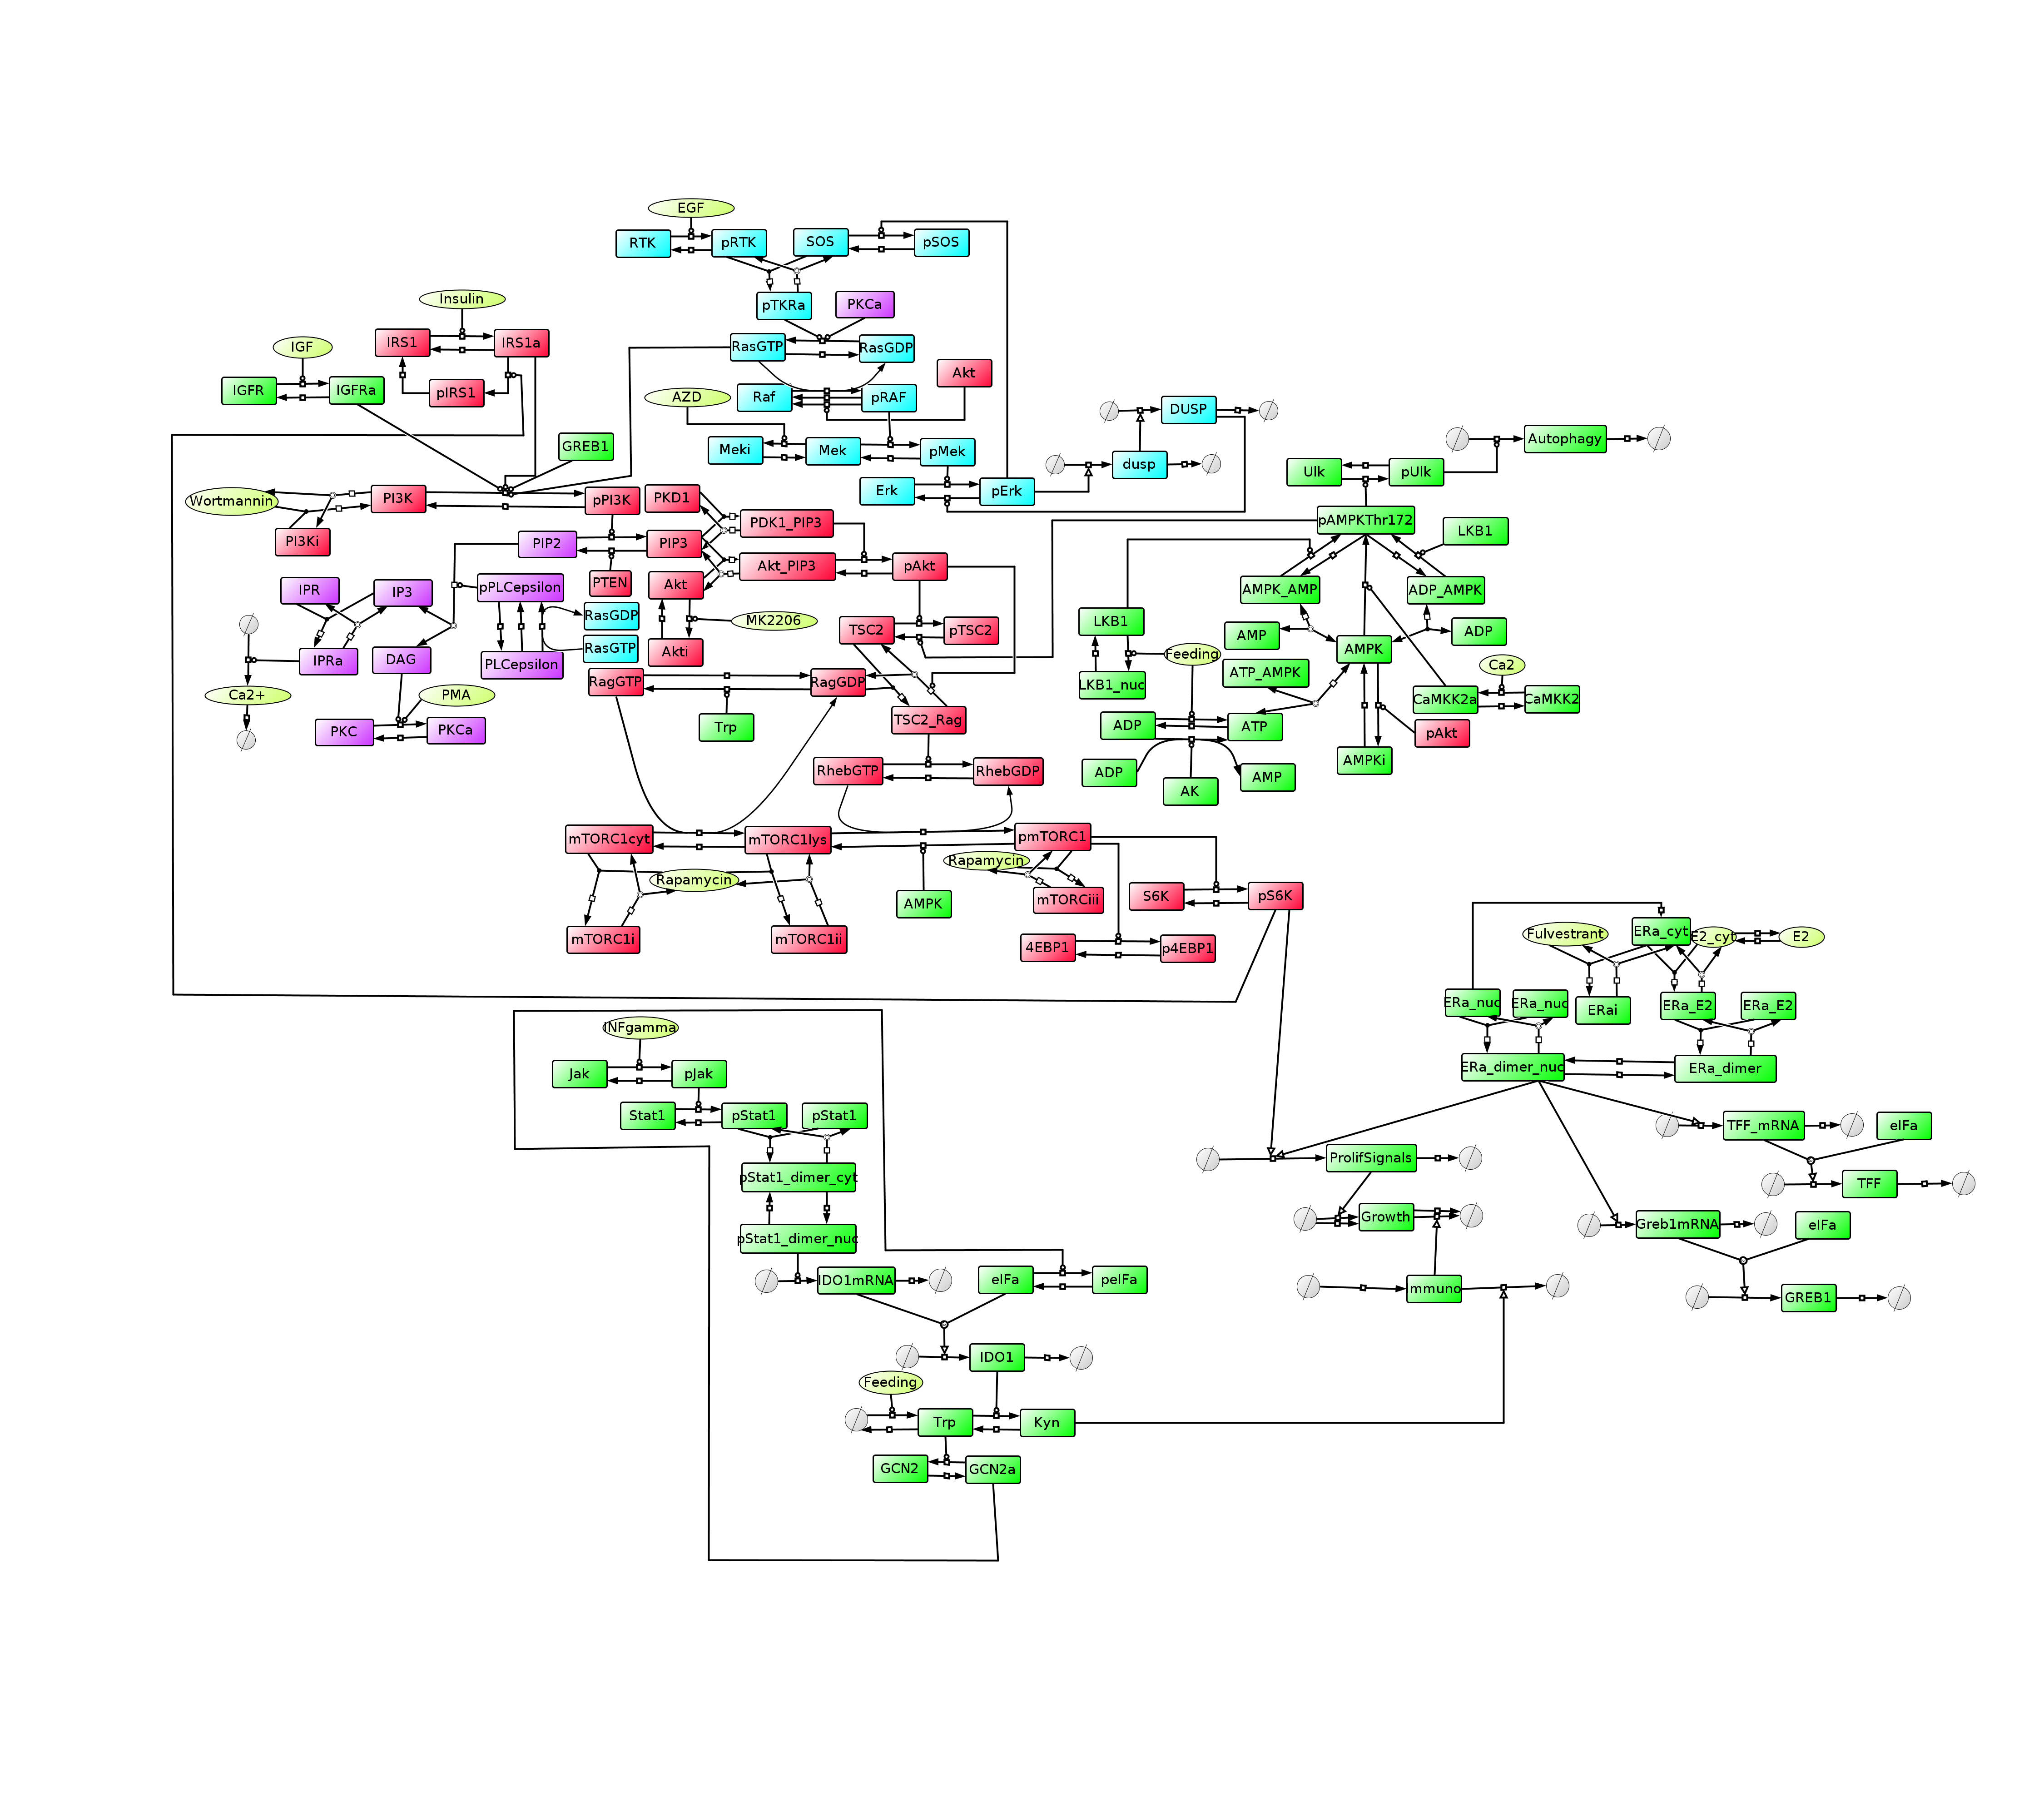 EGF
RTK
pRTK
SOS
pSOS
Insulin
pTKRa
PKCa
IRS1
IRS1a
IGF
RasGTP
RasGDP
IGFR
IGFRa
pIRS1
Akt
AZD
Raf
pRAF
DUSP
GREB1
Meki
Mek
pMek
dusp
Autophagy
Ulk
pUlk
Wortmannin
PI3K
pPI3K
PKD1
Erk
pErk
PDK1_PIP3
pAMPKThr172
LKB1
PI3Ki
PIP2
PIP3
PTEN
Akt_PIP3
pAkt
Akt
IPR
IP3
pPLCepsilon
AMPK_AMP
ADP_AMPK
RasGDP
MK2206
LKB1
TSC2
pTSC2
AMP
ADP
RasGTP
Akti
AMPK
Feeding
IPRa
DAG
PLCepsilon
Ca2
ATP_AMPK
RagGTP
RagGDP
LKB1_nuc
Ca2+
PMA
CaMKK2a
CaMKK2
PKC
PKCa
Trp
TSC2_Rag
ADP
ATP
pAkt
AMPKi
RhebGTP
RhebGDP
ADP
AMP
AK
mTORC1cyt
mTORC1lys
pmTORC1
Rapamycin
Rapamycin
AMPK
mTORCiii
S6K
pS6K
mTORC1i
mTORC1ii
4EBP1
p4EBP1
Fulvestrant
ERa_cyt
E2_cyt
E2
ERa_nuc
ERa_nuc
ERai
ERa_E2
ERa_E2
INFgamma
Jak
pJak
ERa_dimer_nuc
ERa_dimer
Stat1
pStat1
pStat1
TFF_mRNA
eIFa
pStat1_dimer_cyt
ProlifSignals
TFF
pStat1_dimer_nuc
Growth
Greb1mRNA
eIFa
IDO1mRNA
eIFa
peIFa
Immuno
GREB1
IDO1
Feeding
Trp
Kyn
GCN2
GCN2a